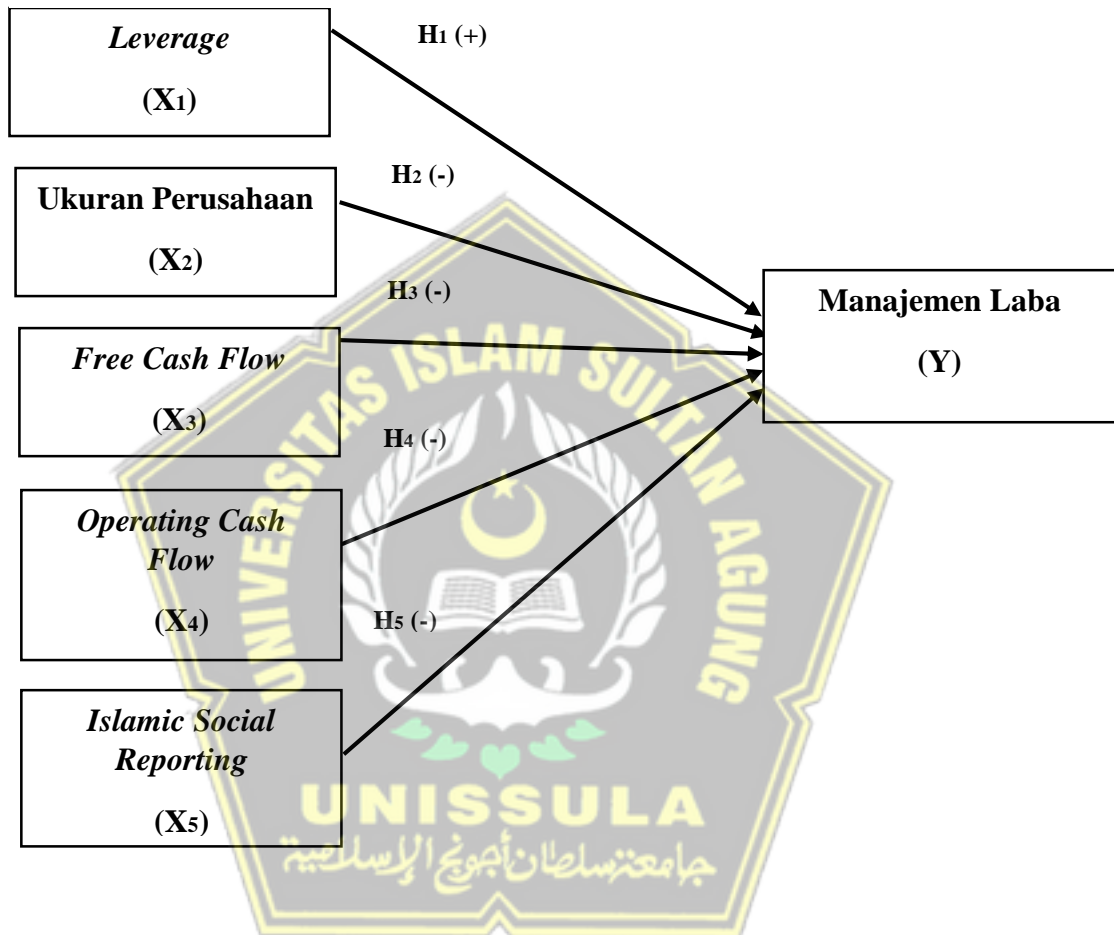 Leverage
(X1)
H1 (+)
Ukuran Perusahaan
(X2)
H2 (-)
Free Cash Flow
(X3)
H3 (-)
Operating Cash
Flow
(X4)
H4 (-)
Islamic Social
Reporting
(X5)
H5 (-)
Manajemen Laba
(Y)
UNIVERSITAS ISLAM SULTAN AGUNG
UNISSULA
جامعة سلطان أجونج الإسلامية